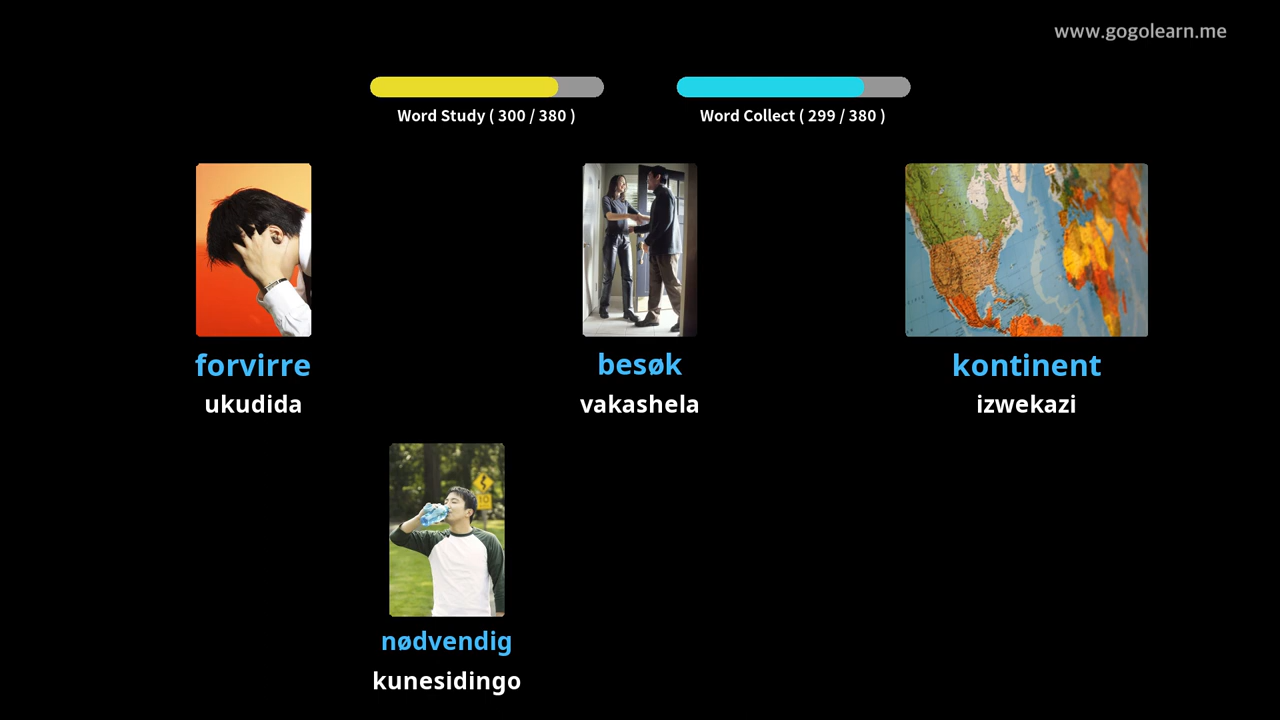 www.gogolearn.me
Word Study ( 300 / 380 )
Word Collect ( 299 / 380 )
forvirre
ukudida
besøk
vakashela
kontinent
izwekazi
nødvendig
kunesidingo